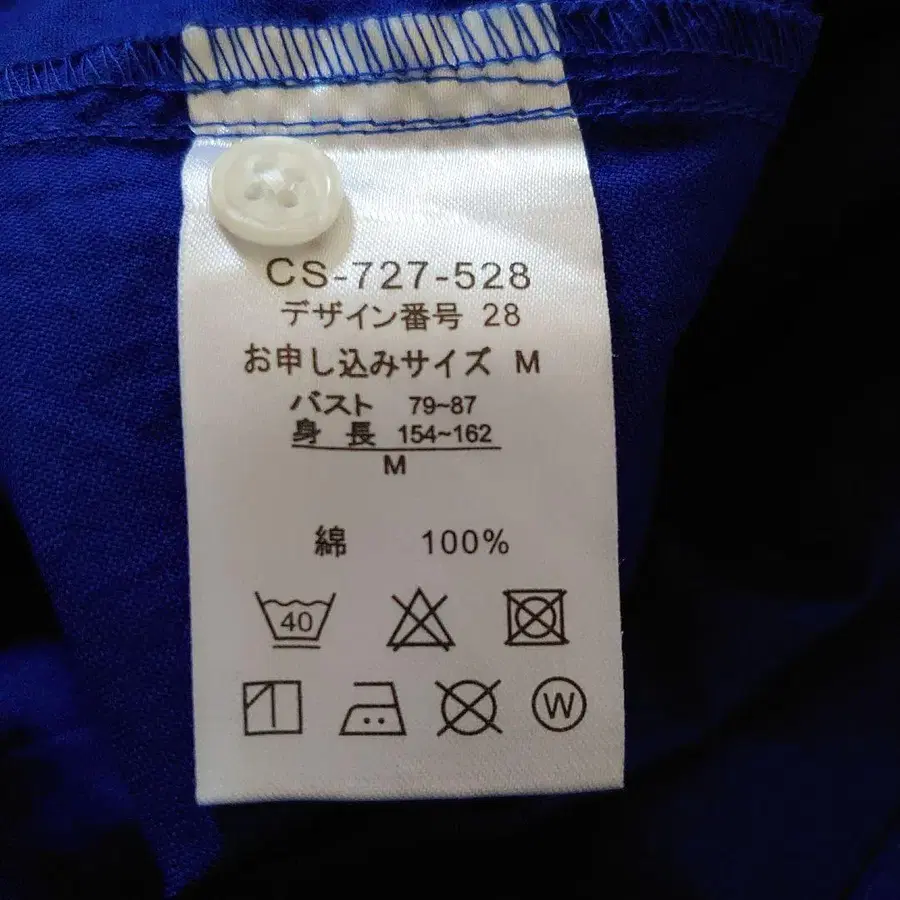 CS-727-528
デザイン番号 28
お申し込みサイズ M
バスト 79~87
身長 154~162
M
綿 100%
40
W